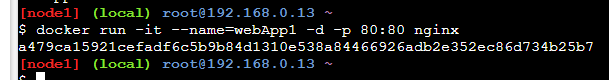 [node1] (local) root@192.168.0.13 ~
$ docker run -it --name=webApp1 -d -p 80:80 nginx
a479ca15921cefadf6c5b9b84d1310e538a84466926adb2e352ec86d734b25b7
[node1] (local) root@192.168.0.13 ~